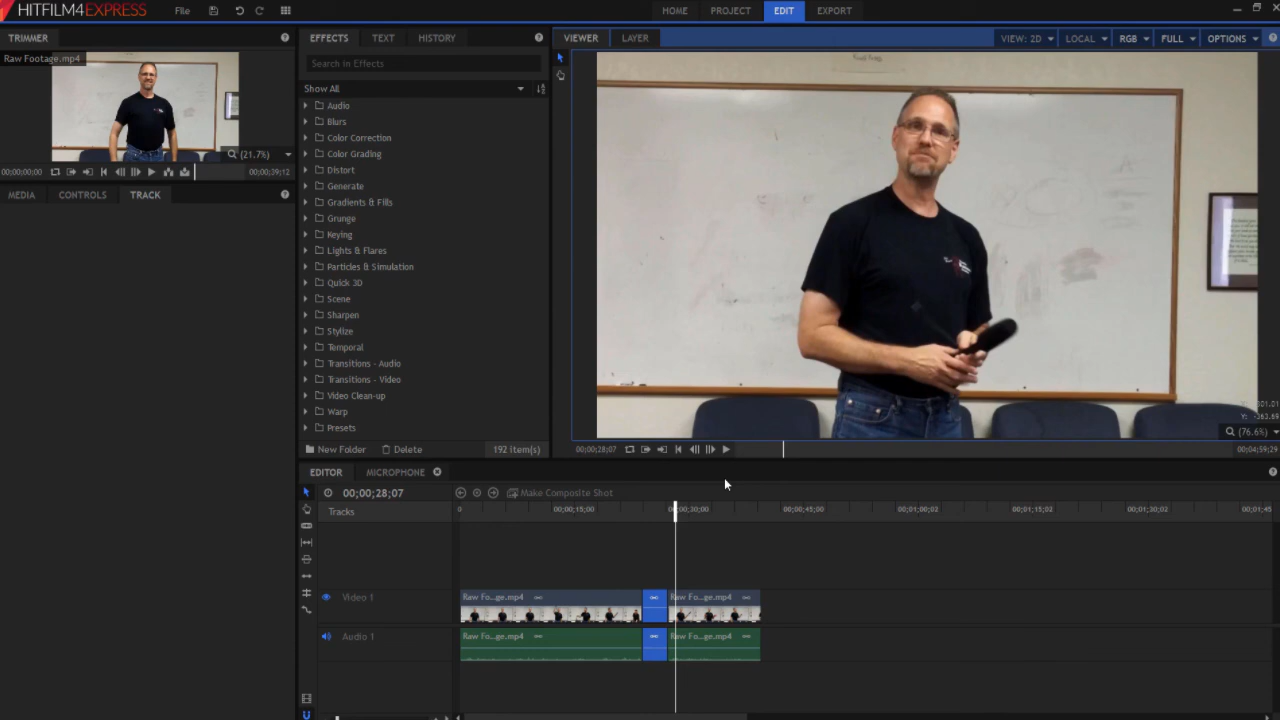 HITFILM4EXPRESS File HOME PROJECT EDIT EXPORT
TRIMMER
Raw Footage.mp4
(21.7%)
00;00;00;00 00;00;39;12
MEDIA CONTROLS TRACK
EFFECTS TEXT HISTORY
Search in Effects
Show All
Audio
Blurs
Color Correction
Color Grading
Distort
Generate
Gradients & Fills
Grunge
Keying
Lights & Flares
Particles & Simulation
Quick 3D
Scene
Sharpen
Stylize
Temporal
Transitions - Audio
Transitions - Video
Video Clean-up
Warp
Presets
New Folder Delete 192 item(s)
VIEWER LAYER VIEW: 2D LOCAL RGB FULL OPTIONS
Y: -363.69
(76.6%)
00;00;28;07 00;04;59;29
EDITOR MICROPHONE
00;00;28;07 Make Composite Shot
Tracks 0 00;00;15;00 00;00;30;00 00;00;45;00 00;01;00;02 00;01;15;02 00;01;30;02 00;01;45
Video 1 Raw Fo...ge.mp4 Raw Fo...ge.mp4
Audio 1 Raw Fo...ge.mp4 Raw Fo...ge.mp4